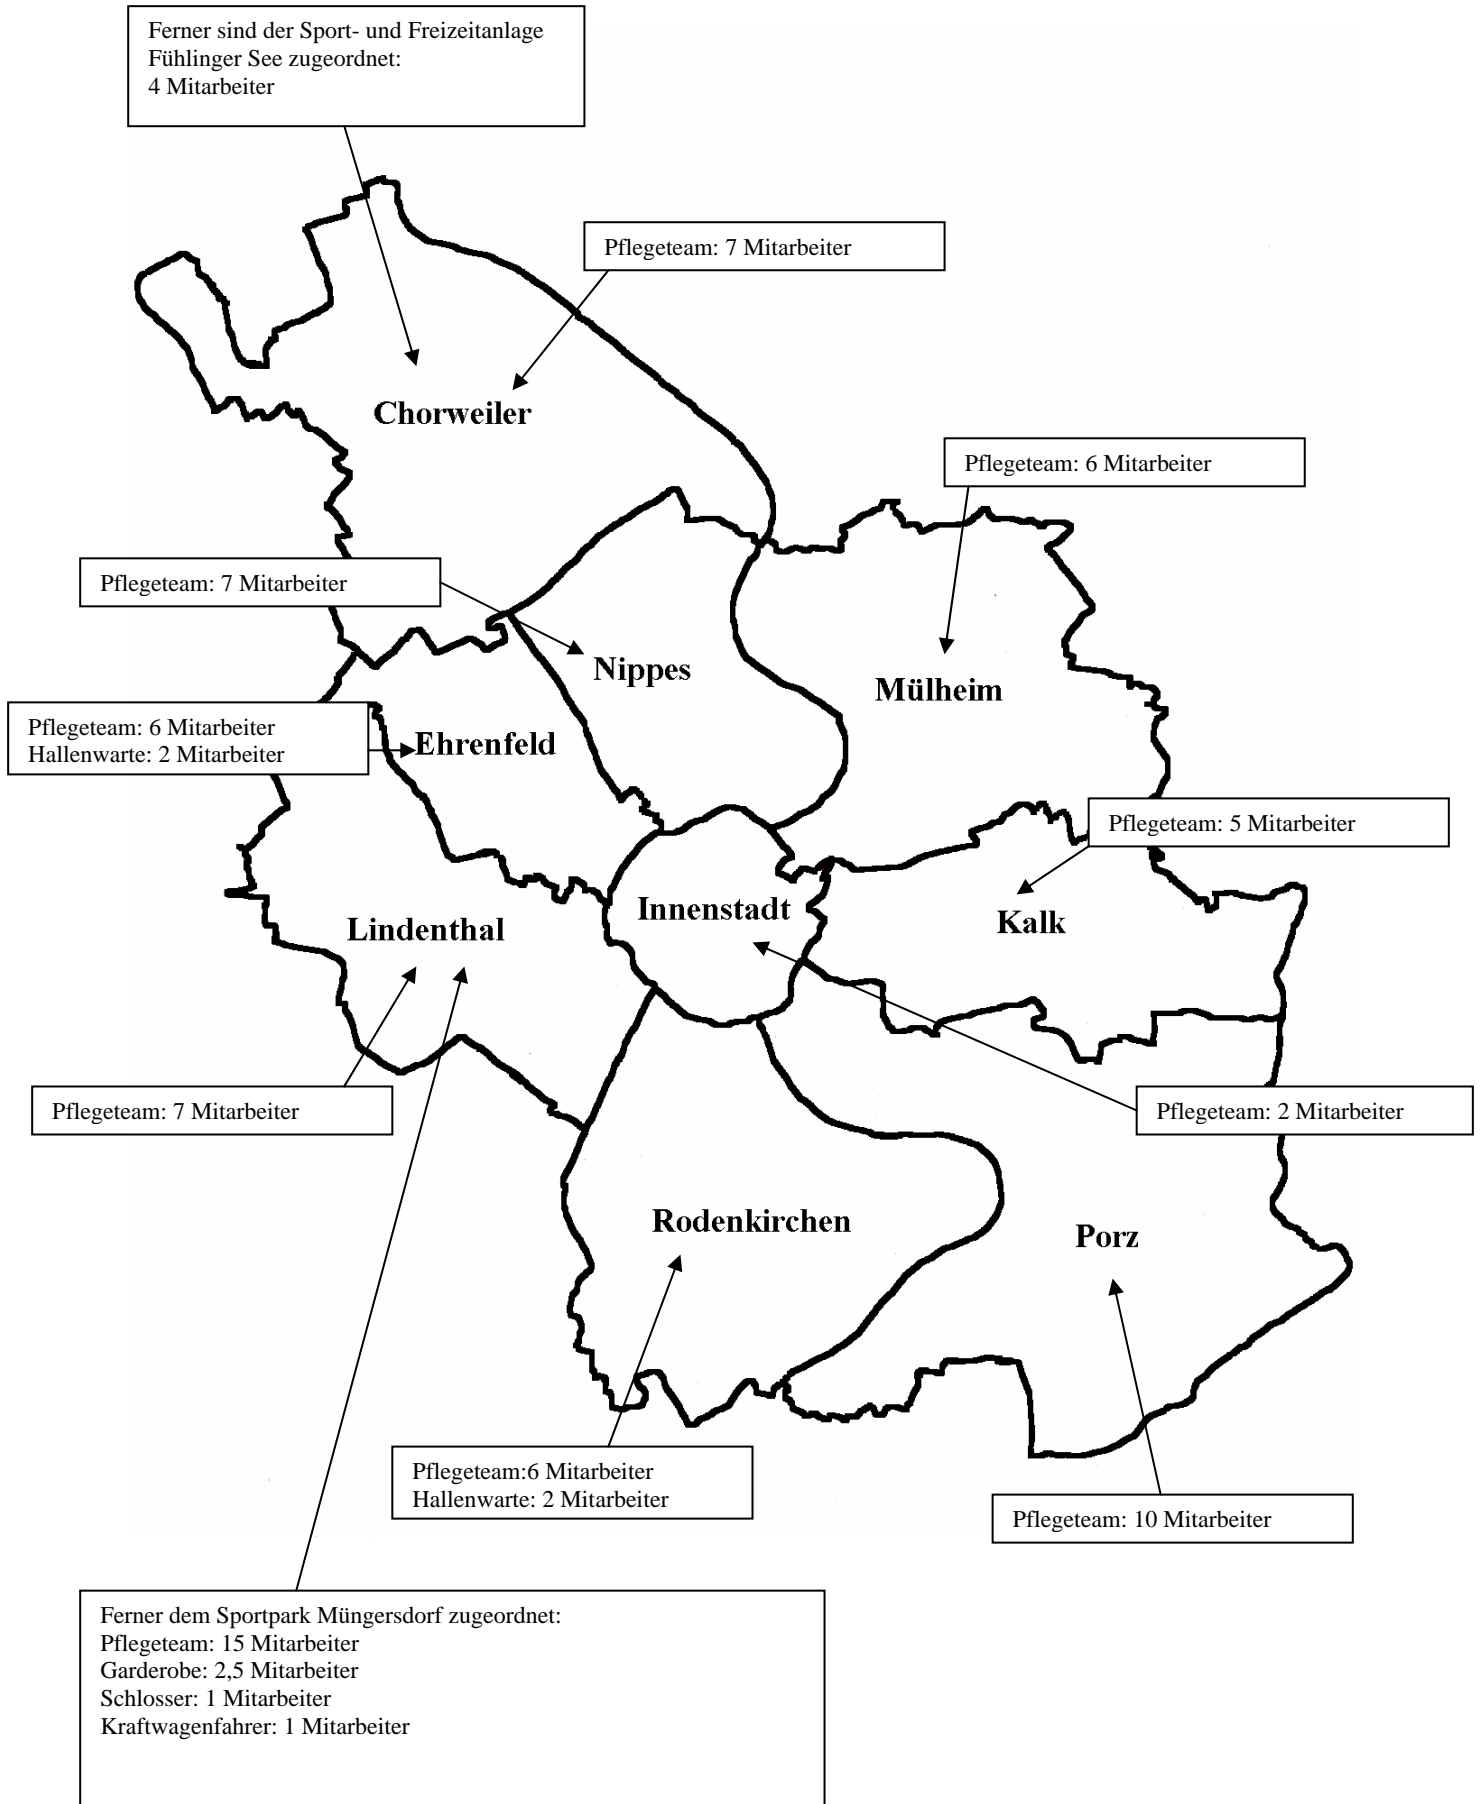 Ferner sind der Sport- und Freizeitanlage
Fühlinger See zugeordnet:
4 Mitarbeiter
Pflegeteam: 7 Mitarbeiter
Chorweiler
Pflegeteam: 6 Mitarbeiter
Pflegeteam: 7 Mitarbeiter
Nippes
Mülheim
Pflegeteam: 6 Mitarbeiter
Hallenwarte: 2 Mitarbeiter
Ehrenfeld
Pflegeteam: 5 Mitarbeiter
Innenstadt
Kalk
Lindenthal
Pflegeteam: 7 Mitarbeiter
Pflegeteam: 2 Mitarbeiter
Rodenkirchen
Porz
Pflegeteam:6 Mitarbeiter
Hallenwarte: 2 Mitarbeiter
Pflegeteam: 10 Mitarbeiter
Ferner dem Sportpark Müngersdorf zugeordnet:
Pflegeteam: 15 Mitarbeiter
Garderobe: 2,5 Mitarbeiter
Schlosser: 1 Mitarbeiter
Kraftwagenfahrer: 1 Mitarbeiter